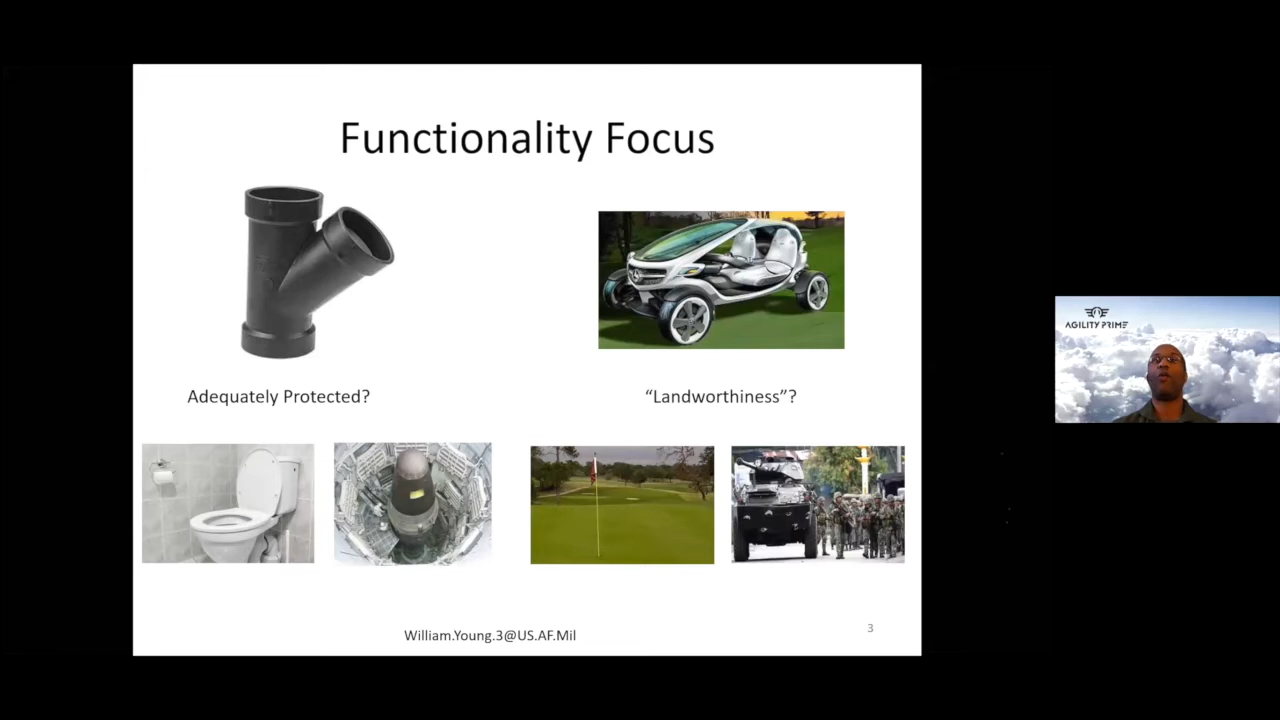 Functionality Focus
Adequately Protected?
“Landworthiness”?
William.Young.3@US.AF.Mil
3
AGILITY PRIME